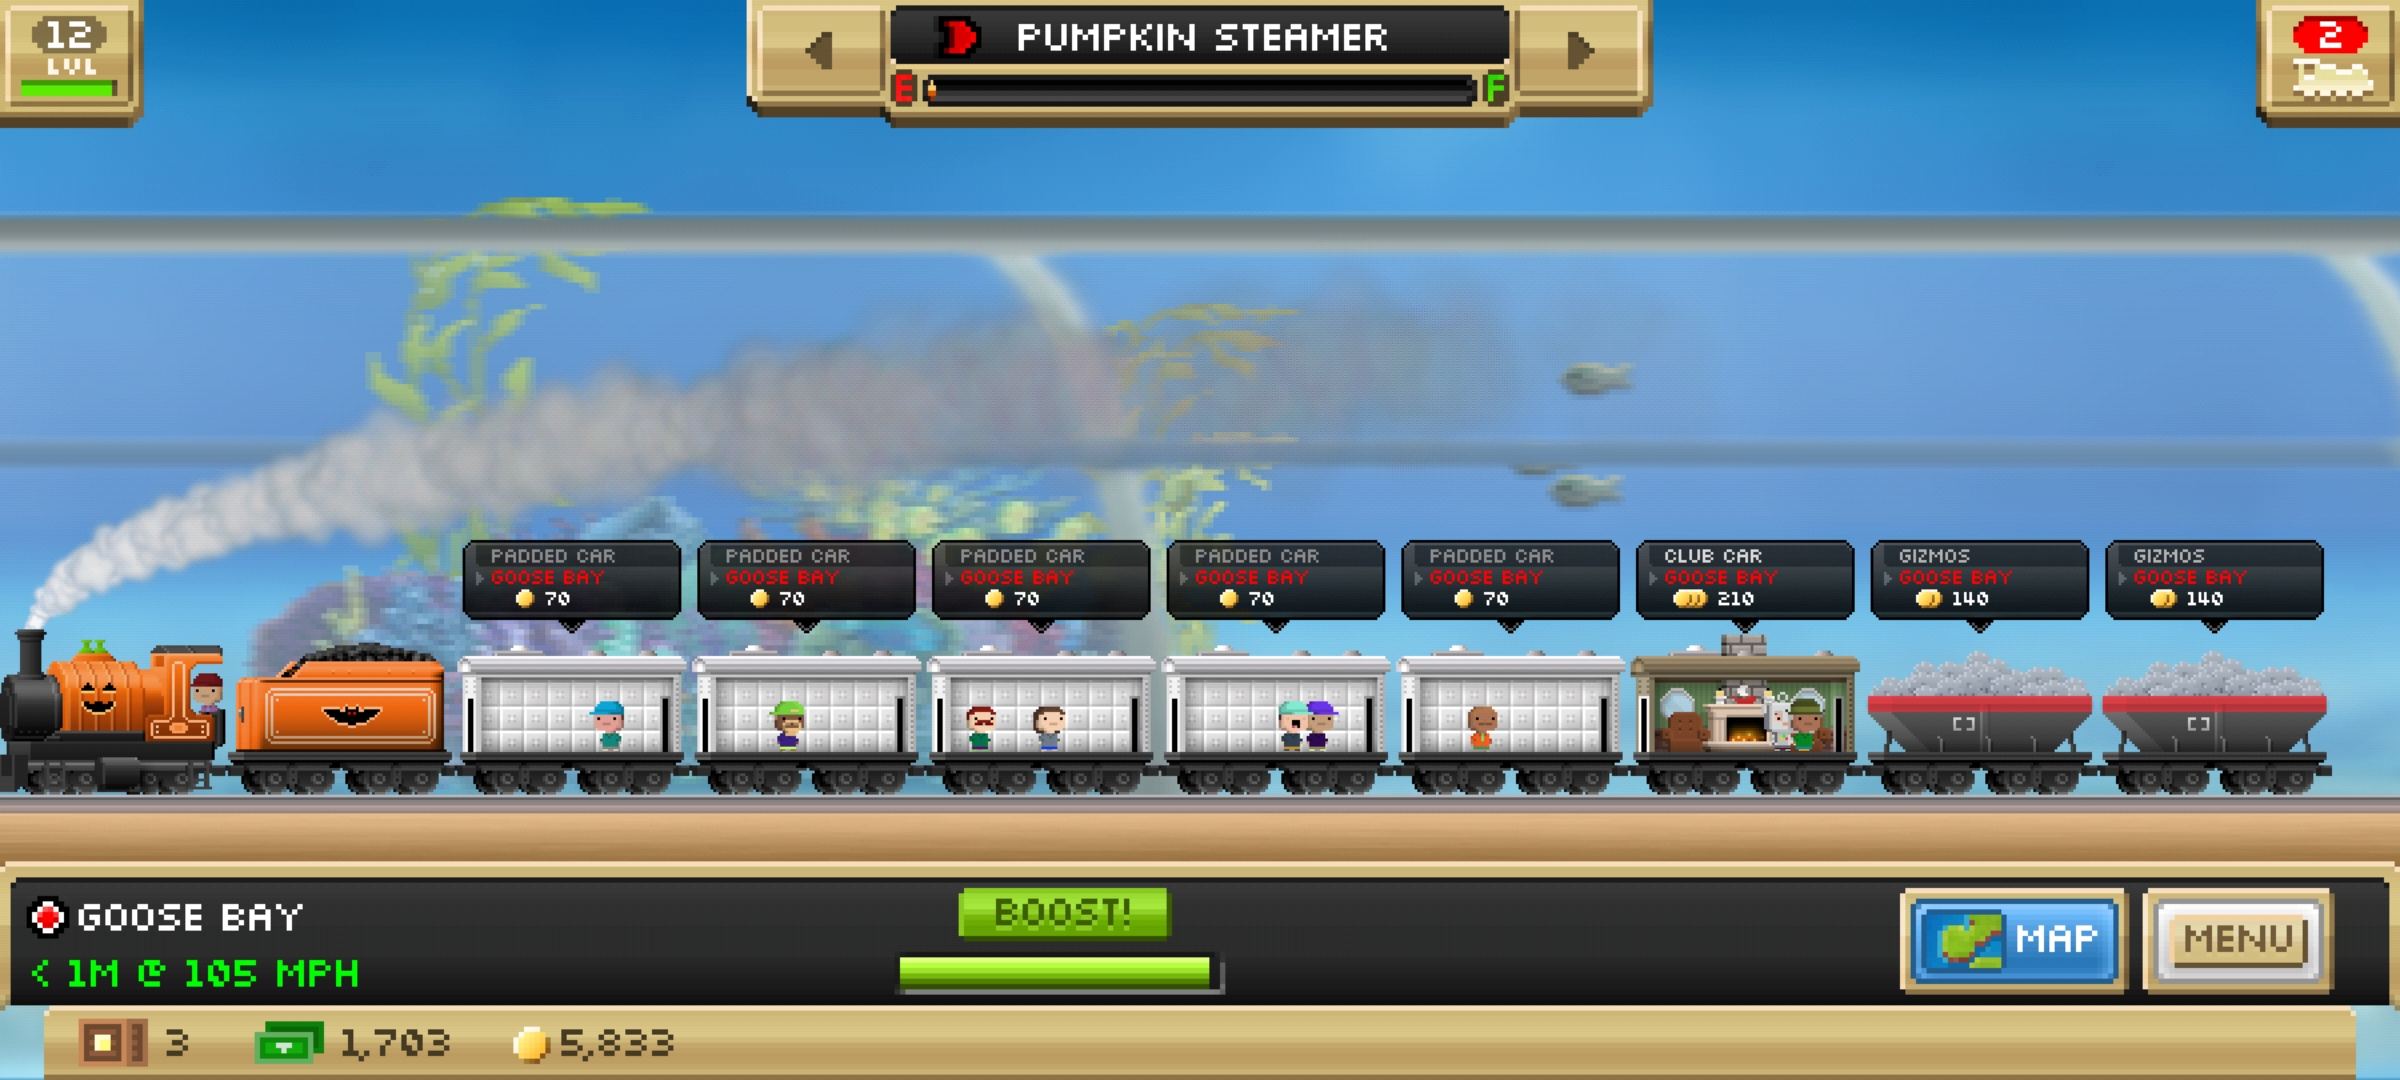 12
LVL
PUMPKIN STEAMER
E F
2
PADDED CAR
GOOSE BAY
70
PADDED CAR
GOOSE BAY
70
PADDED CAR
GOOSE BAY
70
PADDED CAR
GOOSE BAY
70
PADDED CAR
GOOSE BAY
70
CLUB CAR
GOOSE BAY
210
GIZMOS
GOOSE BAY
140
GIZMOS
GOOSE BAY
140
GOOSE BAY
< 1M @ 105 MPH
BOOST!
MAP
MENU
3 1,703 5,833